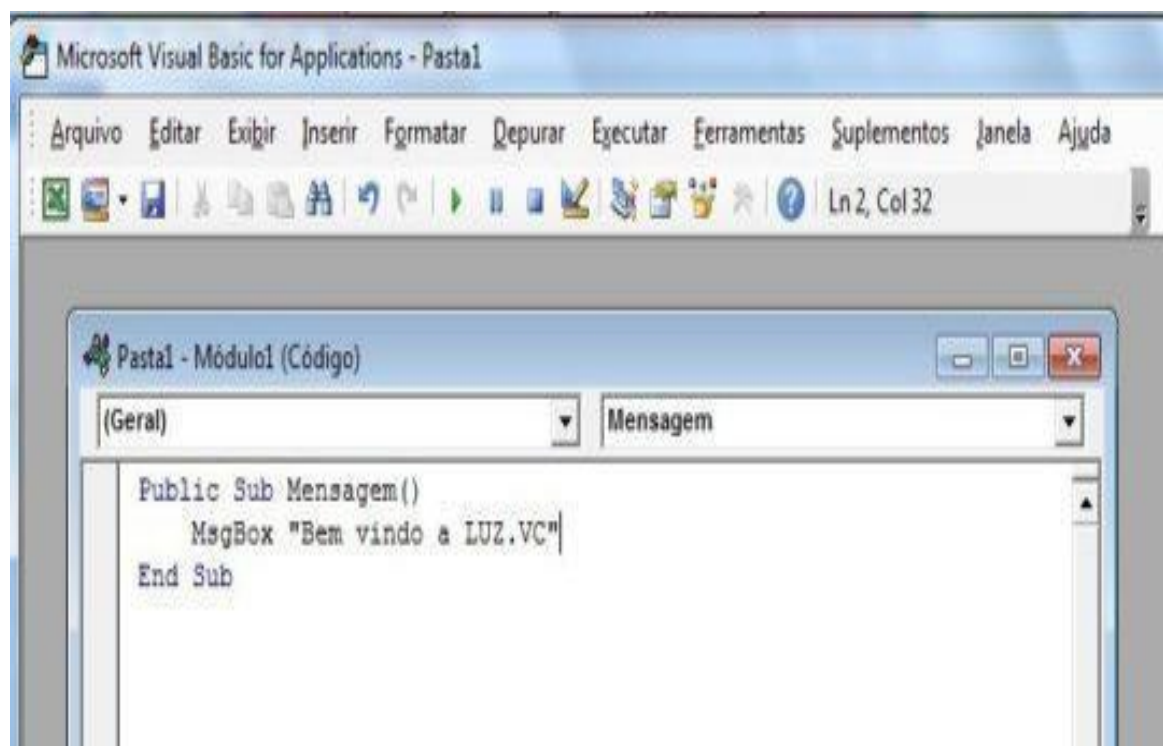 Microsoft Visual Basic for Applications - Pasta1
Arquivo Editar Exibir Inserir Formatar Depurar Executar Ferramentas Suplementos Janela Ajuda
Ln 2, Col 32
Pasta1 - Módulo1 (Código)
(Geral) Mensagem
Public Sub Mensagem()
MsgBox "Bem vindo a LUZ.VC"
End Sub